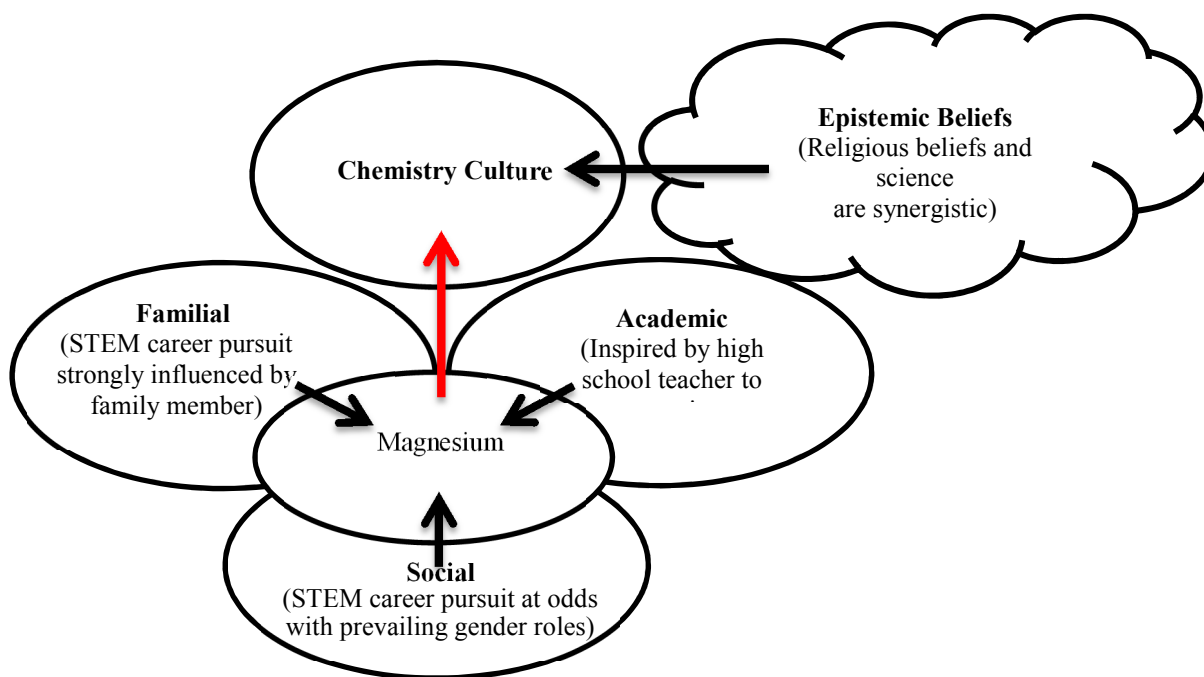 Epistemic Beliefs
(Religious beliefs and
science
are synergistic)
Chemistry Culture
Familial
(STEM career pursuit
strongly influenced by
family member)
Academic
(Inspired by high
school teacher to
Magnesium
Social
(STEM career pursuit at odds
with prevailing gender roles)